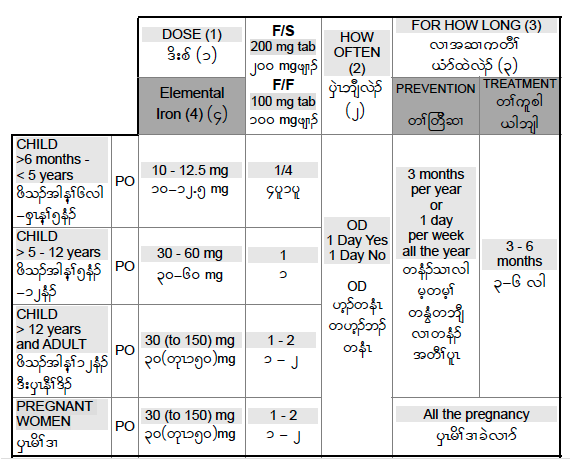 DOSE (1)
ဒိးစ် (၁)
F/S
200 mg tab
၂၀၀ mgဖျၢၣ်
F/F
100 mg tab
၁၀၀ mgဖျၢၣ်
HOW
OFTEN
(2)
ပှဲၤဘျီလဲၣ်
(၂)
FOR HOW LONG (3)
လၢအဆၢကတီၢ်
ယံာ်ထဲလဲၣ် (၃)
Elemental
Iron (4) (၄)
PREVENTION
တၢ်တြီဆၢ
TREATMENT
တၢ်ကူစါ
ယါဘျါ
CHILD
>6 months -
< 5 years
ဖိသၣ်အါန့ၢ်၆လါ
–စှၤန့ၢ်၅နံၣ်
PO
10 - 12.5 mg
၁၀–၁၂.၅ mg
1/4
၄ပူ၁ပူ
OD
1 Day Yes
1 Day No
OD
ဟ့ၣ်တနံၤ
တဟ့ၣ်ဘၣ်
တနံၤ
3 months
per year
or
1 day
per week
all the year
တနံၣ်သၢလါ
မ့တမ့ၢ်
တနွံတဘျီ
လၢတနံၣ်
အတီၢ်ပူၤ
3 - 6
months
၃–၆ လါ
CHILD
> 5 - 12 years
ဖိသၣ်အါန့ၢ်၅နံၣ်
–၁၂နံၣ်
PO
30 - 60 mg
၃၀–၆၀ mg
1
၁
CHILD
> 12 years
and ADULT
ဖိသၣ်အါန့ၢ်၁၂နံၣ်
ဒီးပှၤနီၢ်ဒိၣ်
PO
30 (to 150) mg
၃၀(တုၤ၁၅၀)mg
1 - 2
၁ – ၂
PREGNANT
WOMEN
ပှၤမိၢ်ဒၢ
PO
30 (to 150) mg
၃၀(တုၤ၁၅၀)mg
1 - 2
၁ – ၂
All the pregnancy
ပှၤမိၢ်ဒၢခဲလၢာ်